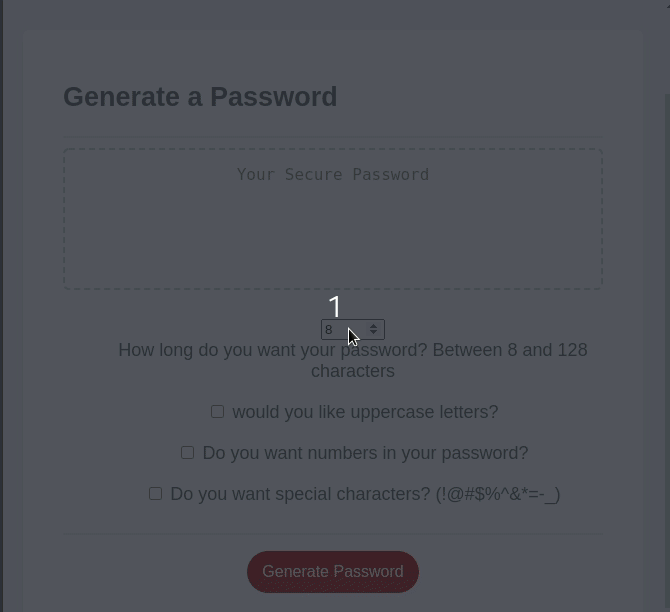 Generate a Password
Your Secure Password
1
8
How long do you want your password? Between 8 and 128
characters
would you like uppercase letters?
Do you want numbers in your password?
Do you want special characters? (!@#$%^&*=-_)
Generate Password